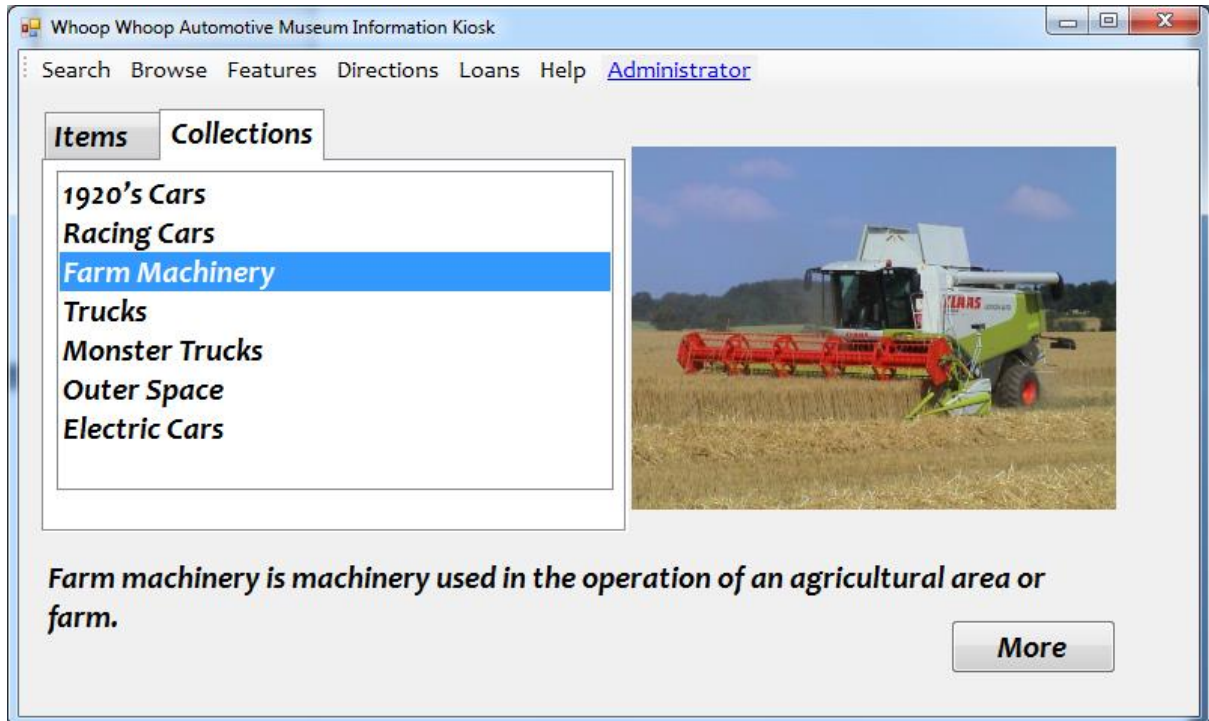 Whoop Whoop Automotive Museum Information Kiosk
Search Browse Features Directions Loans Help Administrator
Items Collections
1920's Cars
Racing Cars
Farm Machinery
Trucks
Monster Trucks
Outer Space
Electric Cars
CLAAS
Farm machinery is machinery used in the operation of an agricultural area or
farm.
More